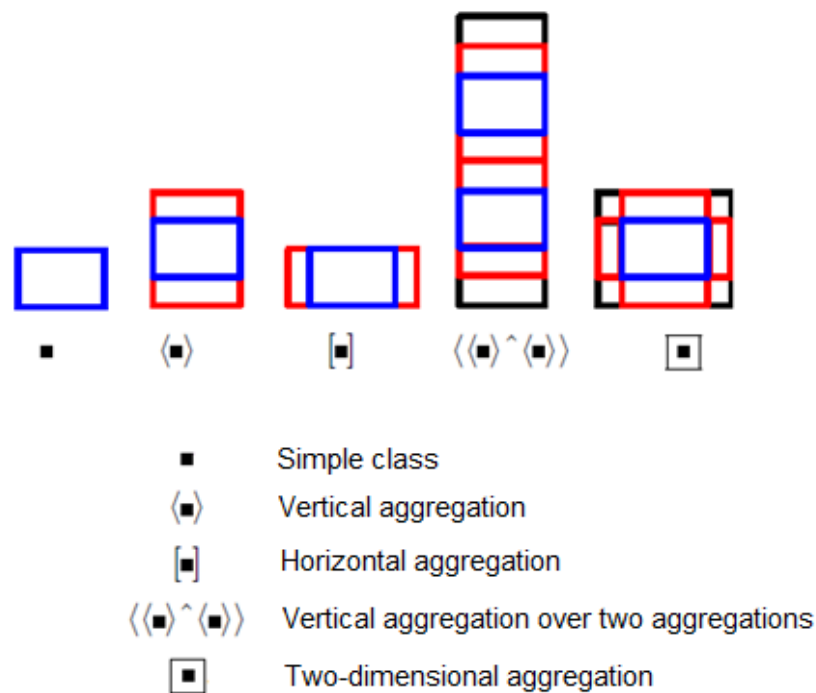 ■ ⟨■⟩ [■] ⟨⟨■⟩^⟨■⟩⟩ ▣
■ Simple class
⟨■⟩ Vertical aggregation
[■] Horizontal aggregation
⟨⟨■⟩^⟨■⟩⟩ Vertical aggregation over two aggregations
▣ Two-dimensional aggregation